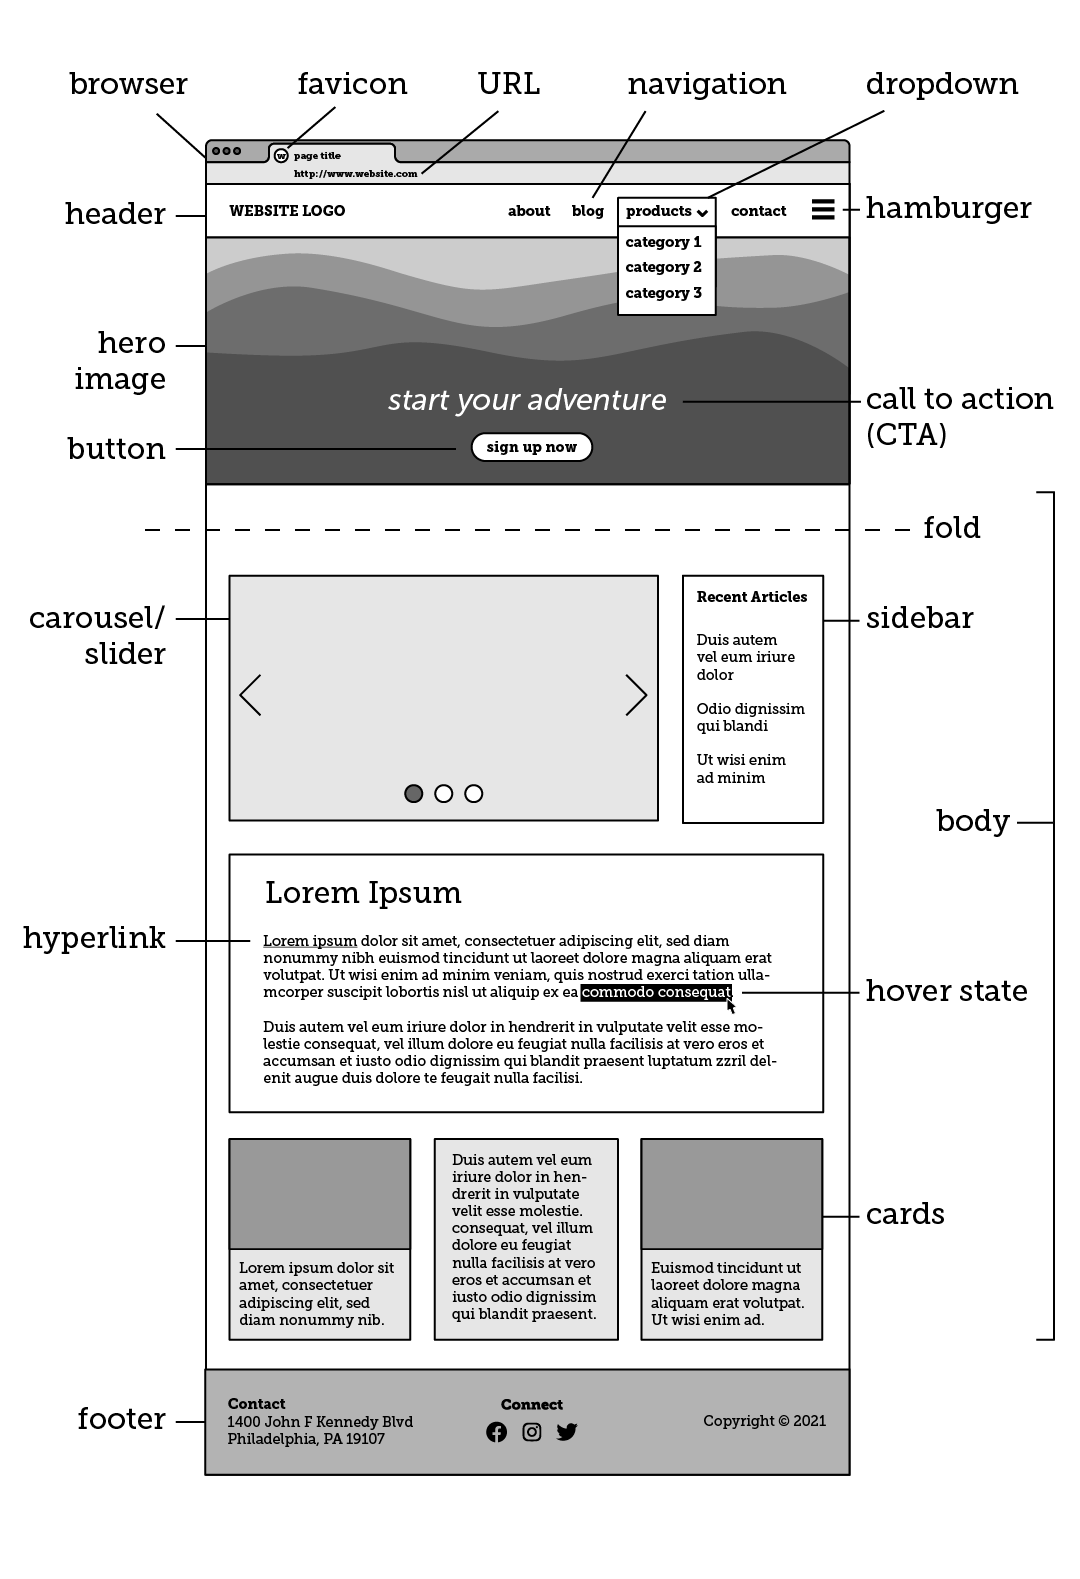 browser
favicon
URL
navigation
dropdown
w
page title
http://www.website.com
header
WEBSITE LOGO
about
blog
products
contact
hamburger
category 1
category 2
category 3
hero
image
start your adventure
call to action
(CTA)
button
sign up now
fold
carousel/
slider
Recent Articles
Duis autem
vel eum iriure
dolor
Odio dignissim
qui blandi
Ut wisi enim
ad minim
sidebar
body
Lorem Ipsum
hyperlink
Lorem ipsum dolor sit amet, consectetuer adipiscing elit, sed diam
nonummy nibh euismod tincidunt ut laoreet dolore magna aliquam erat
volutpat. Ut wisi enim ad minim veniam, quis nostrud exerci tation ulla-
mcorper suscipit lobortis nisl ut aliquip ex ea commodo consequat
hover state
Duis autem vel eum iriure dolor in hendrerit in vulputate velit esse mo-
lestie consequat, vel illum dolore eu feugiat nulla facilisis at vero eros et
accumsan et iusto odio dignissim qui blandit praesent luptatum zzril del-
enit augue duis dolore te feugait nulla facilisi.
Lorem ipsum dolor sit
amet, consectetuer
adipiscing elit, sed
diam nonummy nib.
Duis autem vel eum
iriure dolor in hen-
drerit in vulputate
velit esse molestie.
consequat, vel illum
dolore eu feugiat
nulla facilisis at vero
eros et accumsan et
iusto odio dignissim
qui blandit praesent.
Euismod tincidunt ut
laoreet dolore magna
aliquam erat volutpat.
Ut wisi enim ad.
cards
footer
Contact
1400 John F Kennedy Blvd
Philadelphia, PA 19107
Connect
Copyright © 2021